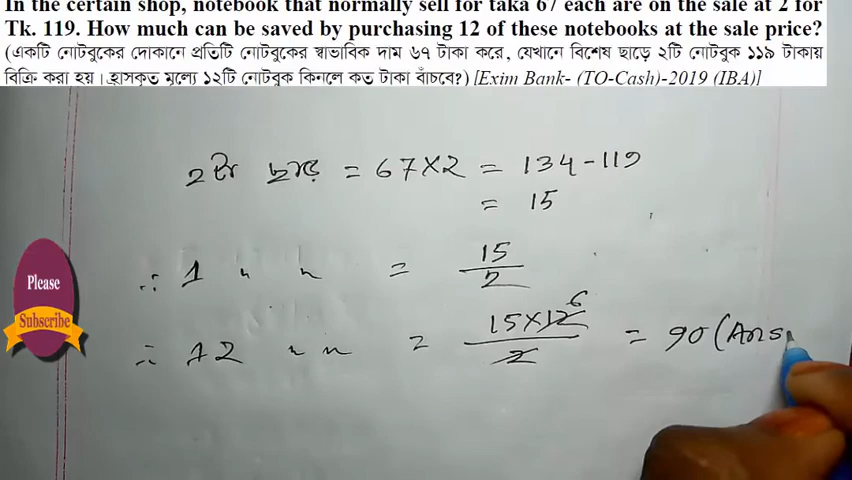 In the certain shop, notebook that normally sell for taka 67 each are on the sale at 2 for
Tk. 119. How much can be saved by purchasing 12 of these notebooks at the sale price?
(একটি নোটবুকের দোকানে প্রতিটি নোটবুকের স্বাভাবিক দাম ৬৭ টাকা করে, যেখানে বিশেষ ছাড়ে ২টি নোটবুক ১১৯ টাকায়
বিক্রি করা হয়। হ্রাসকৃত মূল্যে ১২টি নোটবুক কিনলে কত টাকা বাঁচবে?) [Exim Bank- (TO-Cash)-2019 (IBA)]
2টি ছাড়ে = 67×2 = 134-119
= 15
∴ 1 " " = 15/2
∴ 12 " " = 15×12/2 6 = 90 (Ans
Please
Subscribe